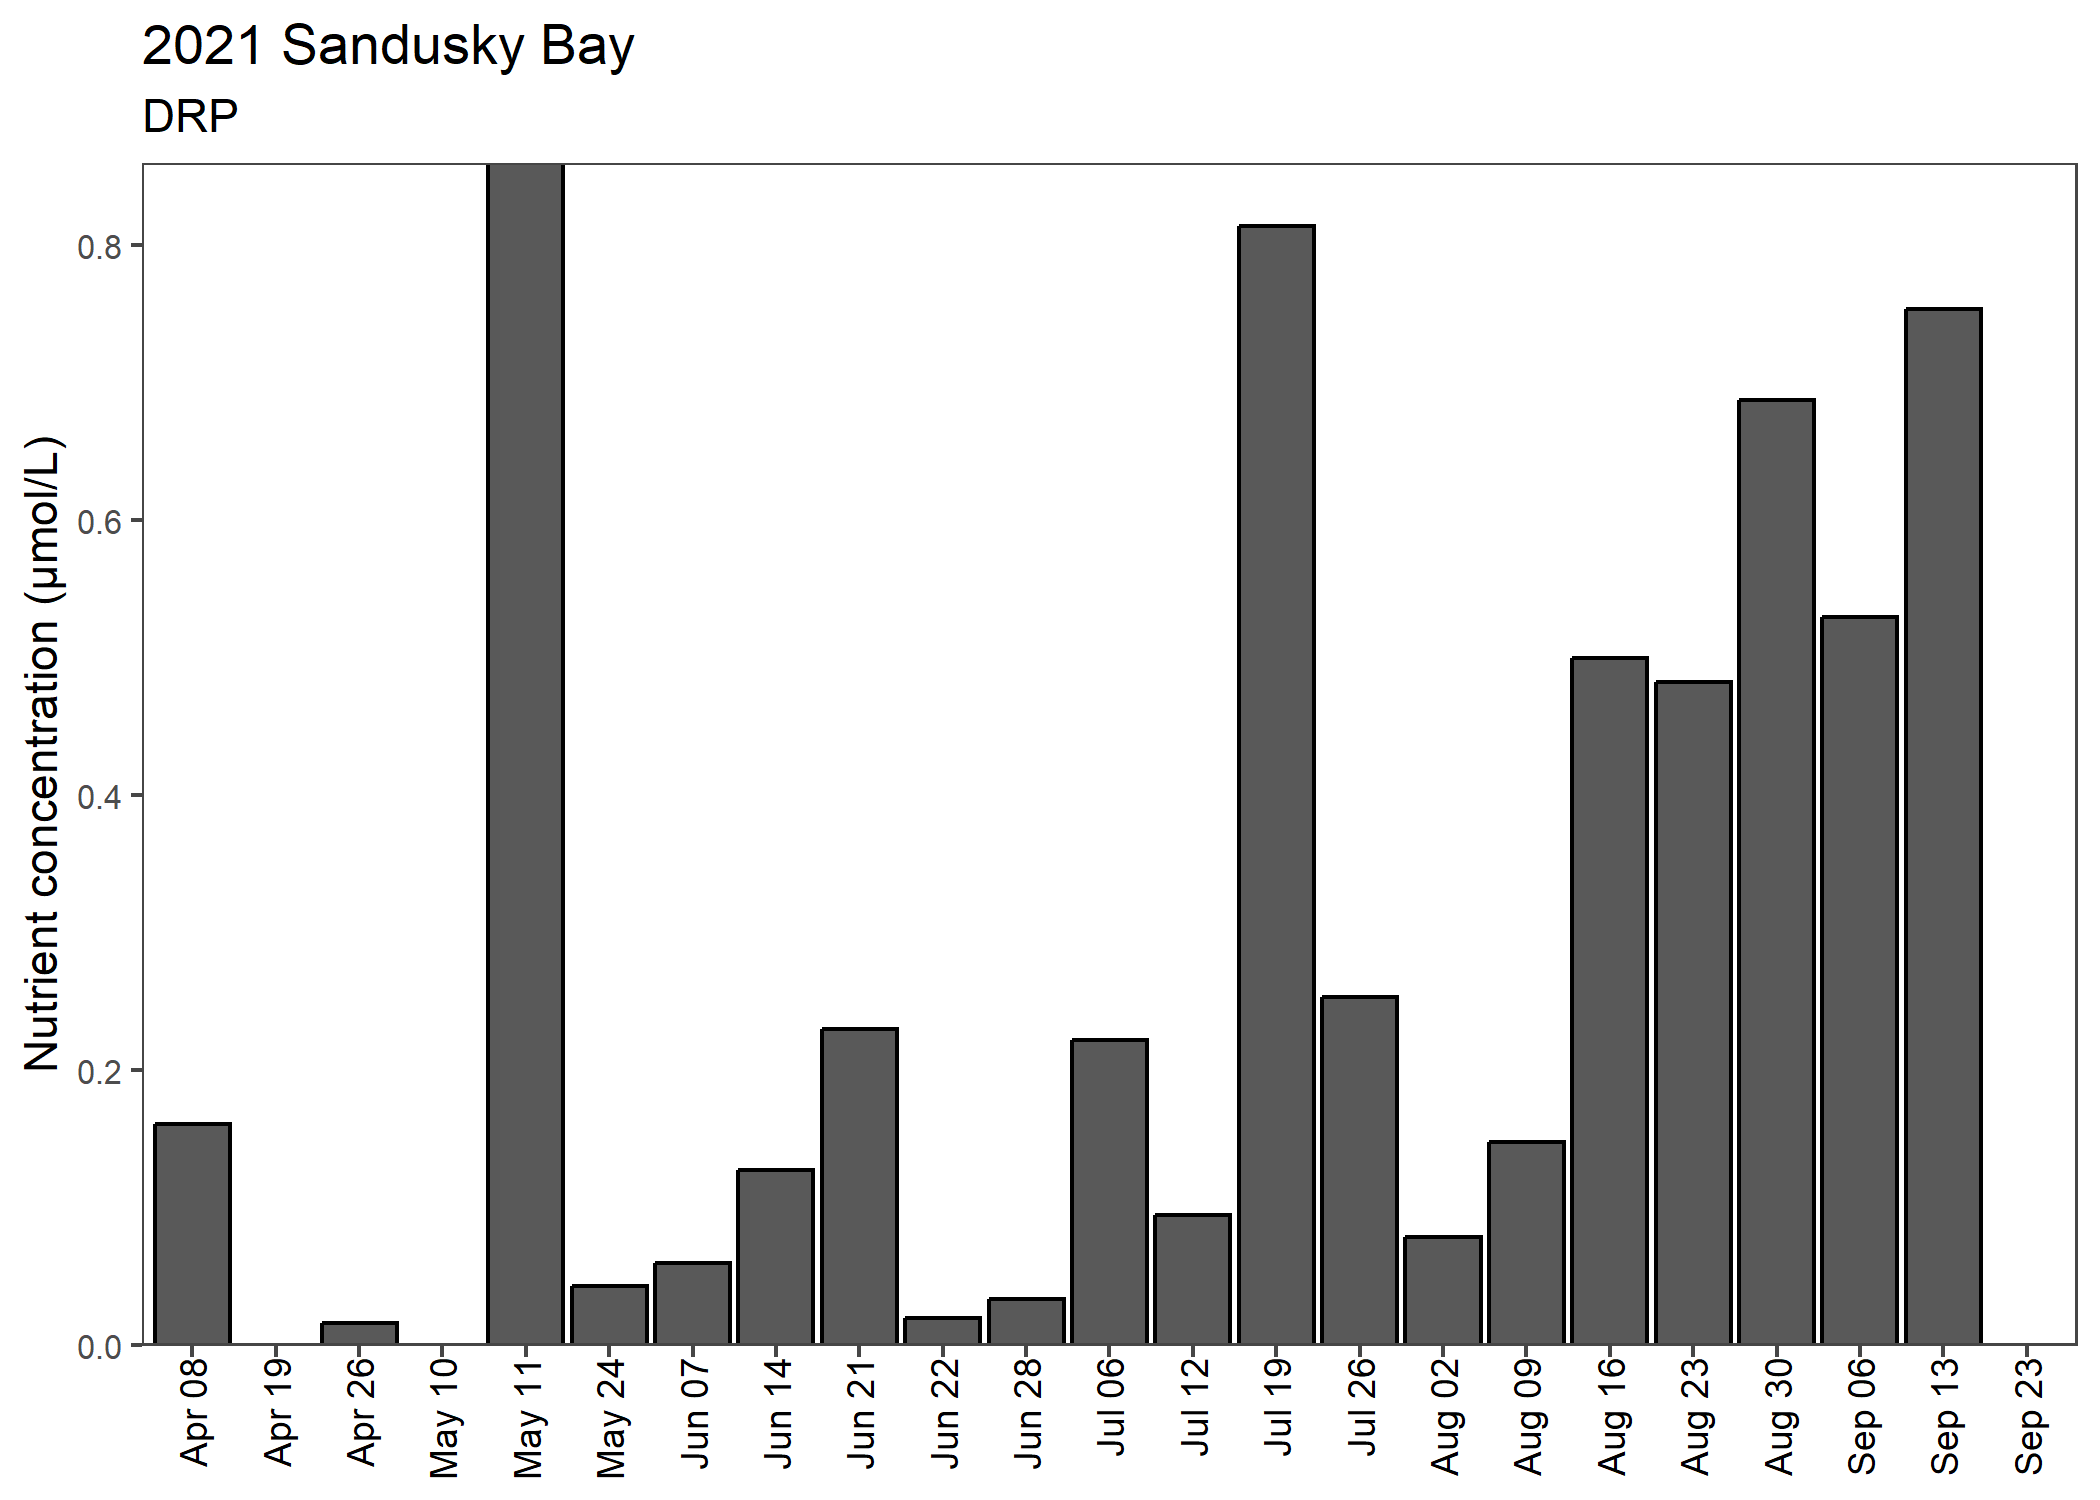 2021 Sandusky Bay
DRP
Nutrient concentration (µmol/L)
0.8
0.6
0.4
0.2
0.0
Apr 08
Apr 19
Apr 26
May 10
May 11
May 24
Jun 07
Jun 14
Jun 21
Jun 22
Jun 28
Jul 06
Jul 12
Jul 19
Jul 26
Aug 02
Aug 09
Aug 16
Aug 23
Aug 30
Sep 06
Sep 13
Sep 23